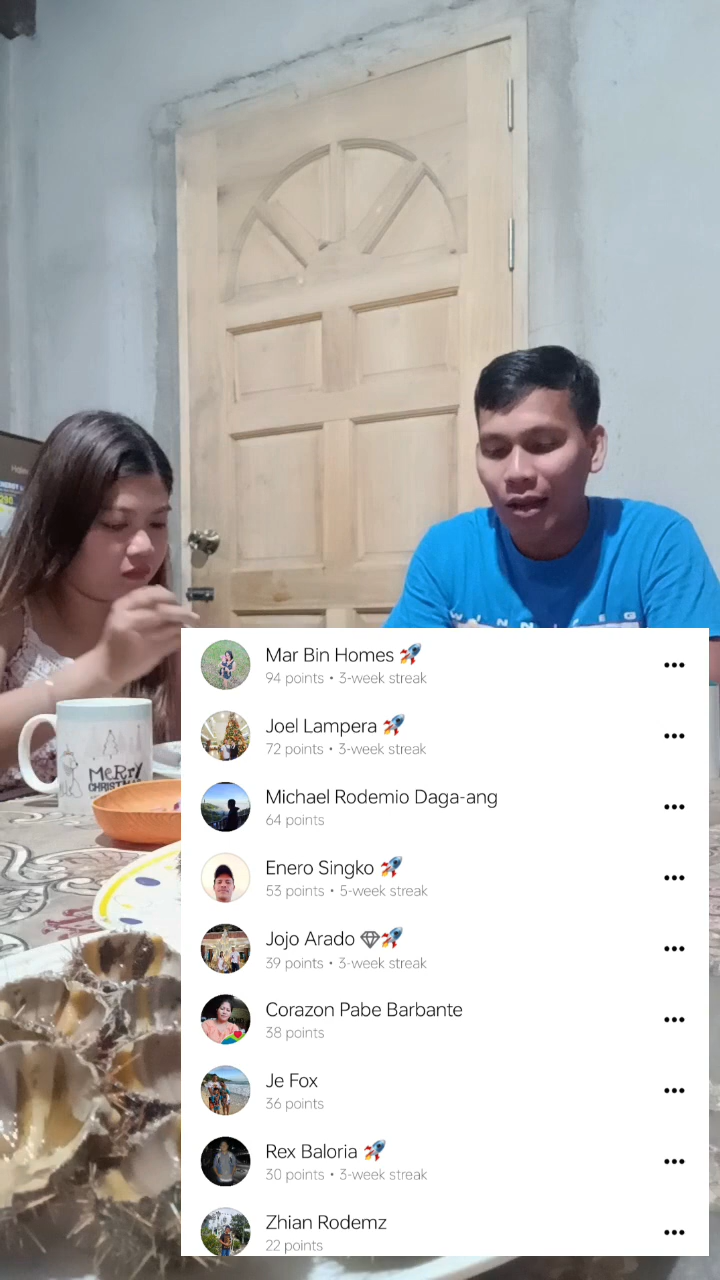 290
WINNIPEG
MeRRY
CHRISTMAS
Mar Bin Homes 🚀
94 points • 3-week streak
Joel Lampera 🚀
72 points • 3-week streak
Michael Rodemio Daga-ang
64 points
Enero Singko 🚀
53 points • 5-week streak
Jojo Arado 💎🚀
39 points • 3-week streak
Corazon Pabe Barbante
38 points
Je Fox
36 points
Rex Baloria 🚀
30 points • 3-week streak
Zhian Rodemz
22 points